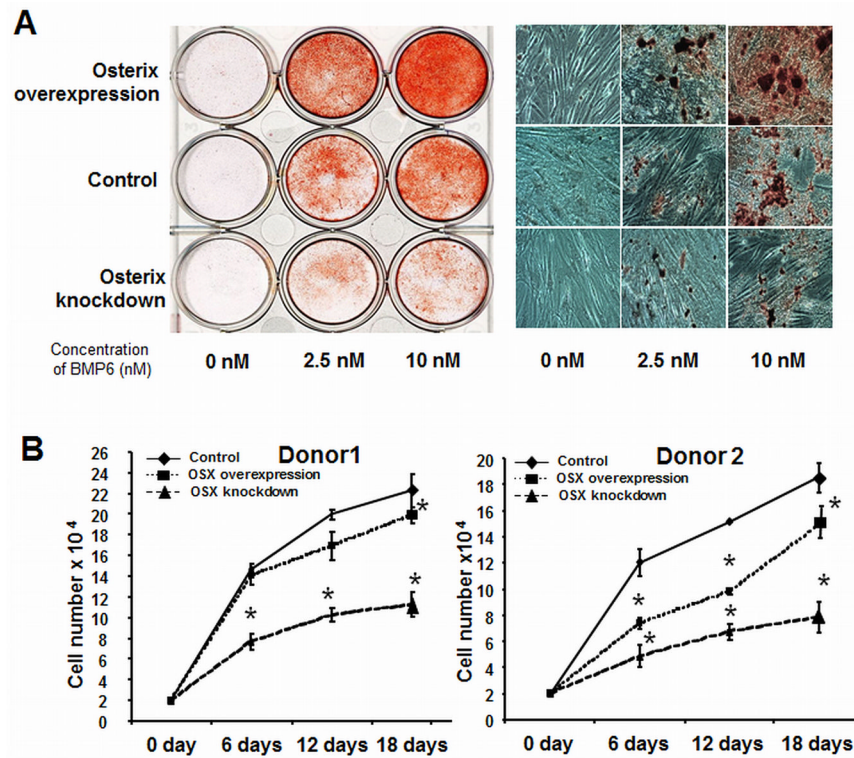 A
Osterix
overexpression
Control
Osterix
knockdown
Concentration
of BMP6 (nM)
0 nM
2.5 nM
10 nM
0 nM
2.5 nM
10 nM
B
Donor1
Control
OSX overexpression
OSX knockdown
Cell number x10⁴
26
24
22
20
18
16
14
12
10
8
6
4
2
0
*
*
*
*
0 day
6 days
12 days
18 days
Donor 2
Control
OSX overexpression
OSX knockdown
Cell number x10⁴
20
18
16
14
12
10
8
6
4
2
0
*
*
*
*
*
*
0 day
6 days
12 days
18 days